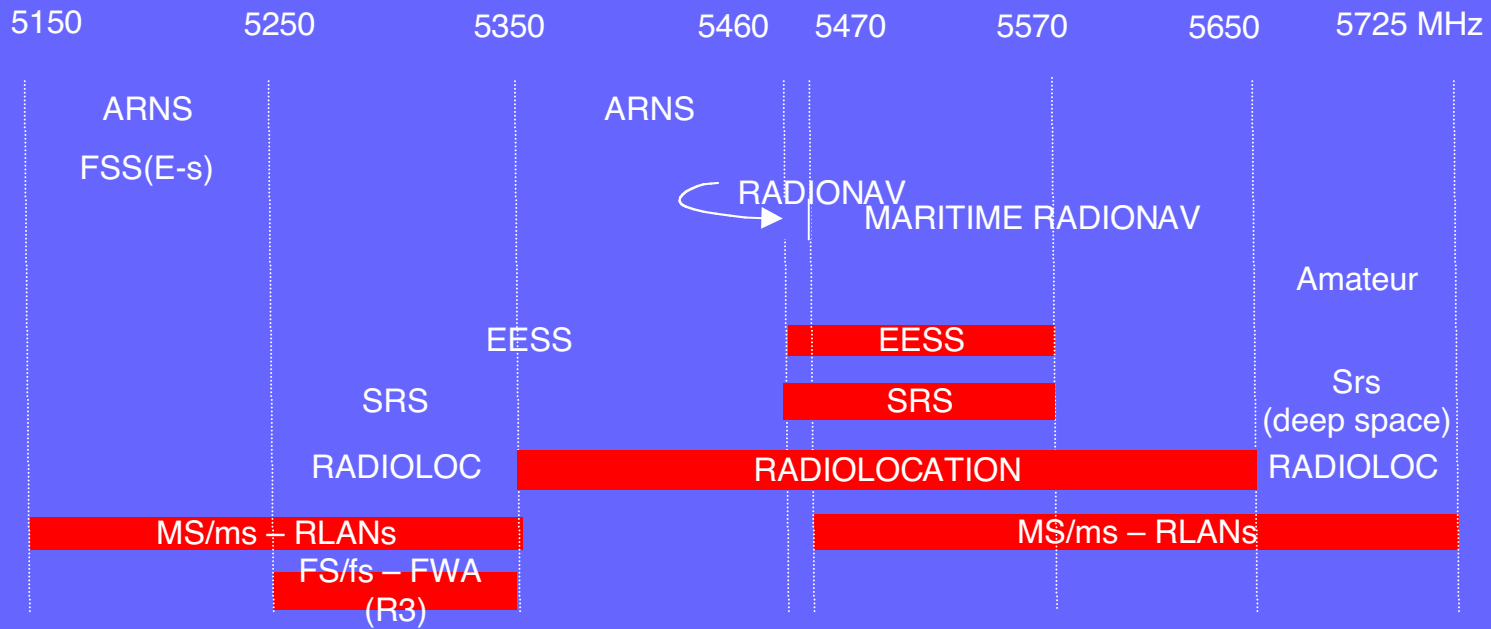 5150 5250 5350 5460 5470 5570 5650 5725 MHz
ARNS ARNS
FSS(E-s)
RADIONAV
MARITIME RADIONAV
Amateur
EESS EESS
SRS SRS Srs
(deep space)
RADIOLOC RADIOLOCATION RADIOLOC
MS/ms – RLANs MS/ms – RLANs
FS/fs – FWA
(R3)